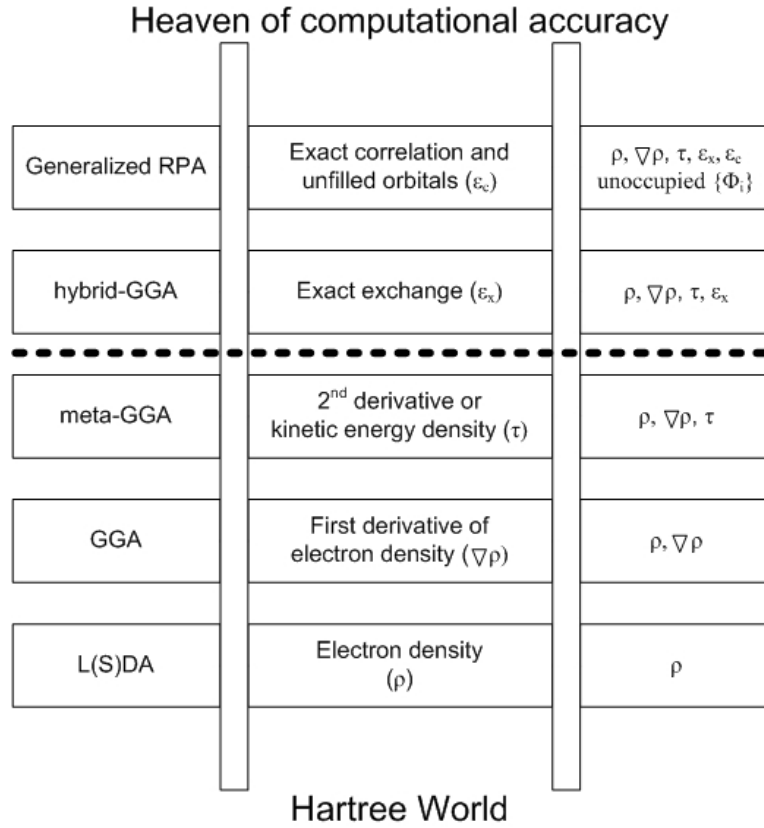 Heaven of computational accuracy
Generalized RPA
Exact correlation and
unfilled orbitals (εc)
ρ, ∇ρ, τ, εx, εc
unoccupied {Φi}
hybrid-GGA
Exact exchange (εx)
ρ, ∇ρ, τ, εx
meta-GGA
2nd derivative or
kinetic energy density (τ)
ρ, ∇ρ, τ
GGA
First derivative of
electron density (∇ρ)
ρ, ∇ρ
L(S)DA
Electron density
(ρ)
ρ
Hartree World